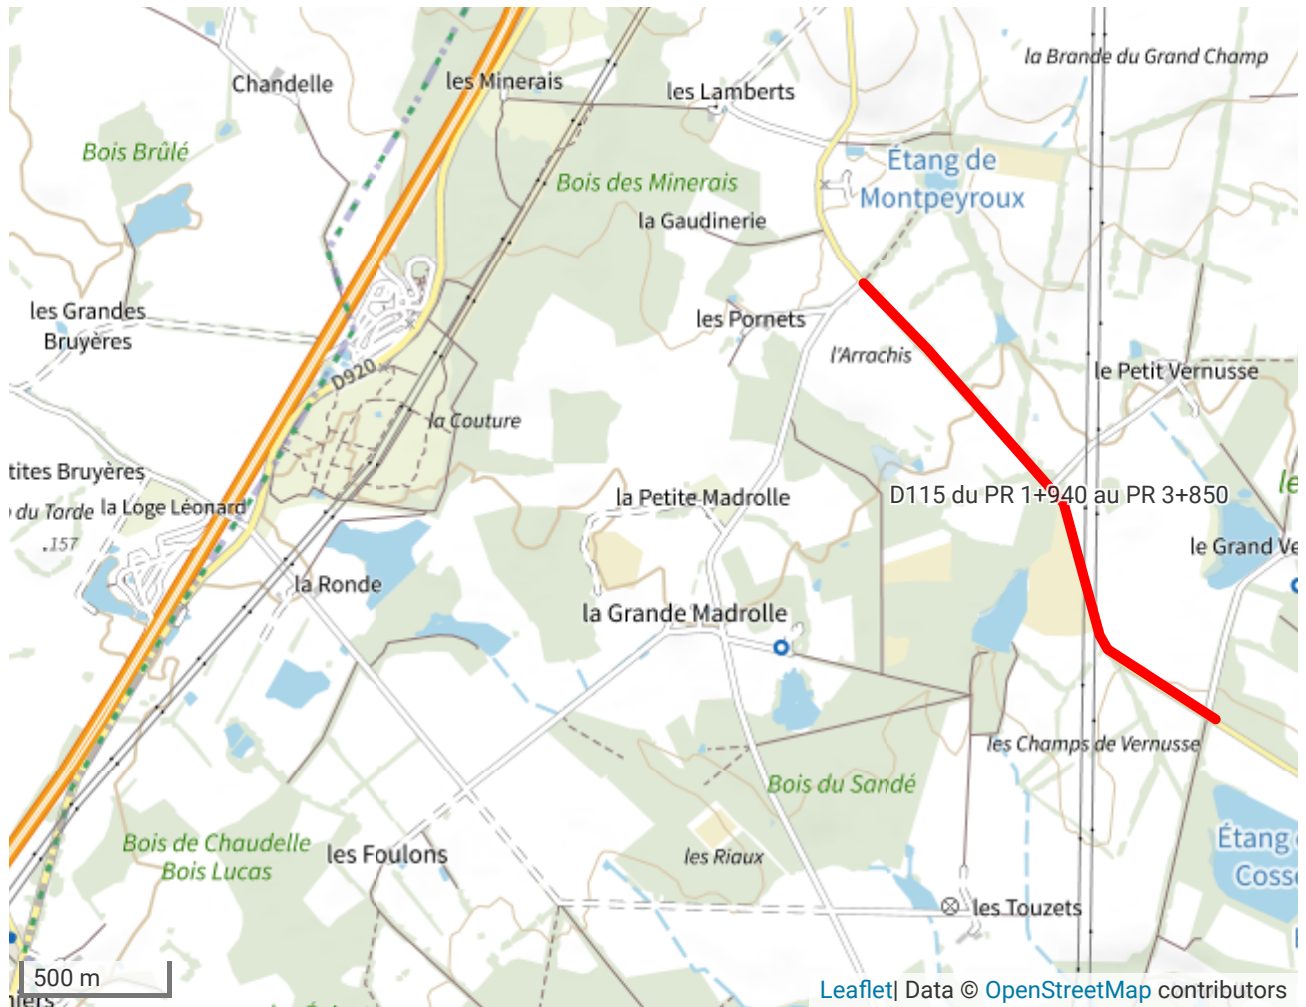 la Brande du Grand Champ
Chandelle
les Minerais
les Lamberts
Bois Brûlé
Étang de
Montpeyroux
Bois des Minerais
la Gaudinerie
les Grandes
Bruyères
les Pornets
l'Arrachis
D920
le Petit Vernusse
la Couture
tites Bruyères
la Loge Léonard
du Torde
.157
la Petite Madrolle
D115 du PR 1+940 au PR 3+850
le
le Grand Ve
la Ronde
la Grande Madrolle
les Champs de Vernusse
Bois du Sandé
Bois de Chaudelle
Bois Lucas
les Foulons
les Riaux
Étang
Coss
les Touzets
500 m
niers
Leaflet| Data © OpenStreetMap contributors